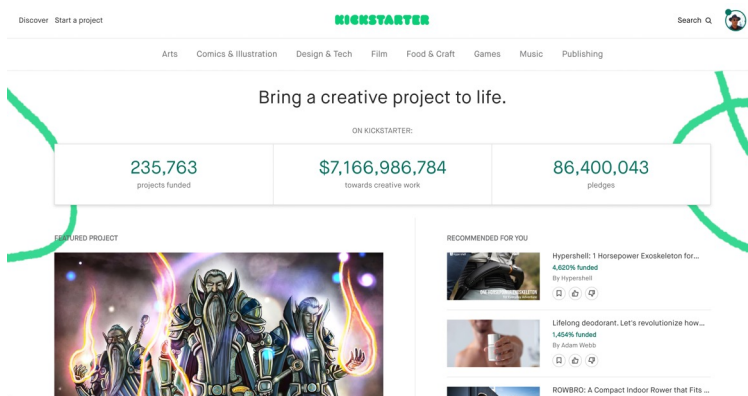 Discover Start a project
KICKSTARTER
Search
Arts Comics & Illustration Design & Tech Film Food & Craft Games Music Publishing
Bring a creative project to life.
ON KICKSTARTER:
235,763 $7,166,986,784 86,400,043
projects funded towards creative work pledges
FEATURED PROJECT
RECOMMENDED FOR YOU
Hypershell: 1 Horsepower Exoskeleton for...
4,620% funded
By Hypershell
Lifelong deodorant. Let's revolutionize how...
1,454% funded
By Adam Webb
ROWBRO: A Compact Indoor Rower that Fits ...